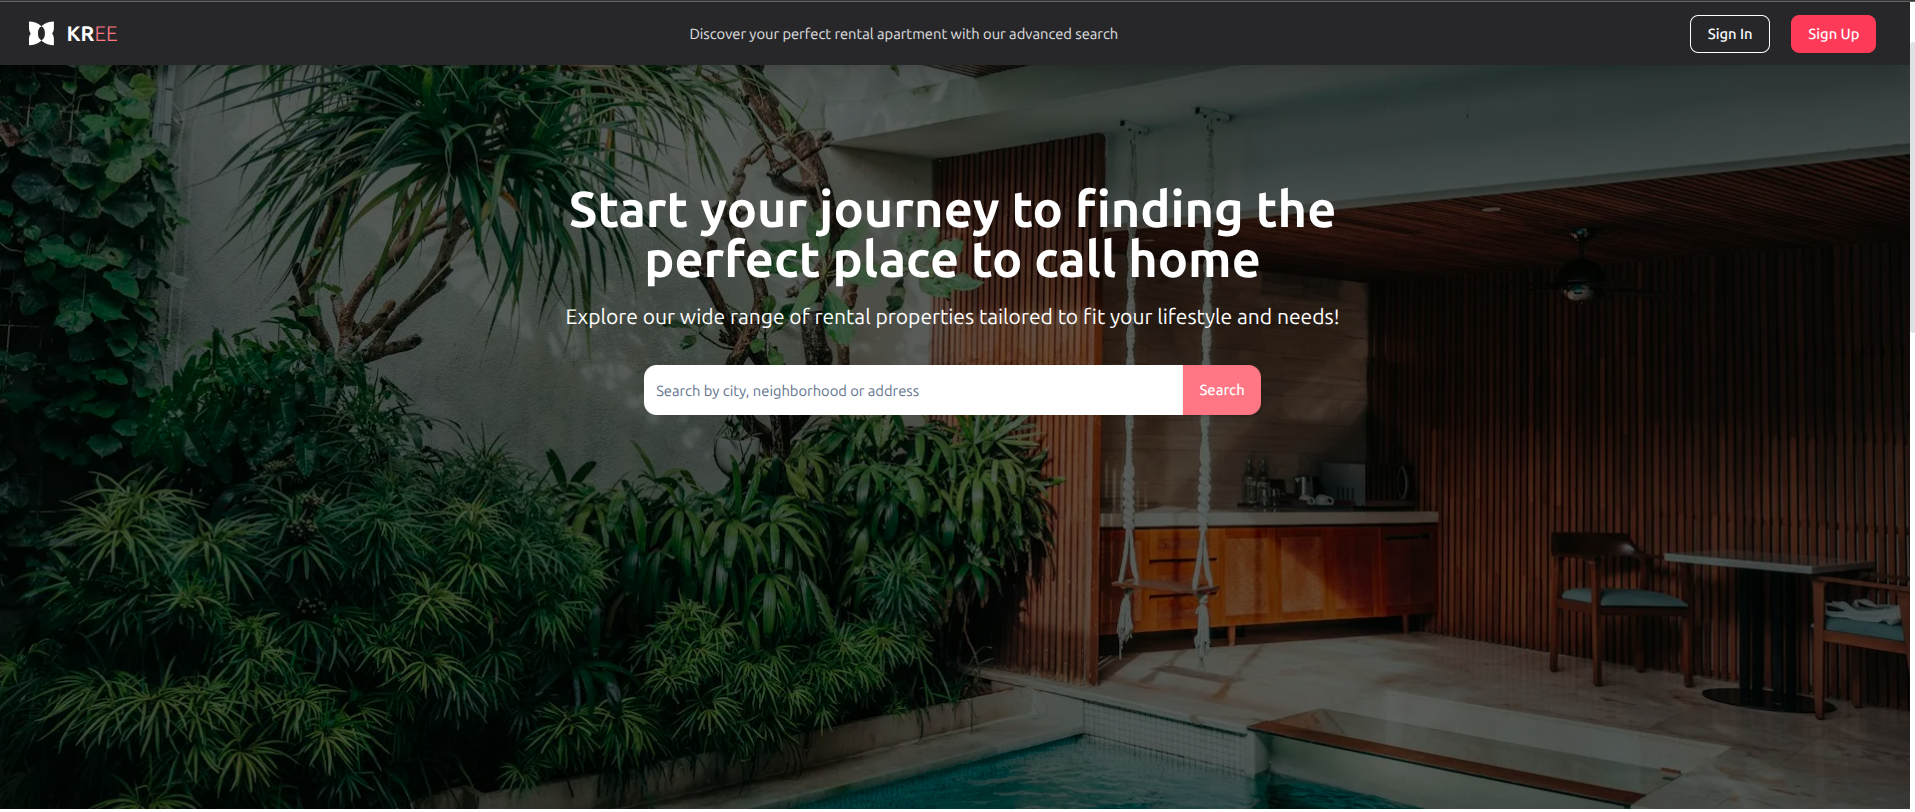 KREE
Discover your perfect rental apartment with our advanced search
Sign In
Sign Up
Start your journey to finding the
perfect place to call home
Explore our wide range of rental properties tailored to fit your lifestyle and needs!
Search by city, neighborhood or address
Search